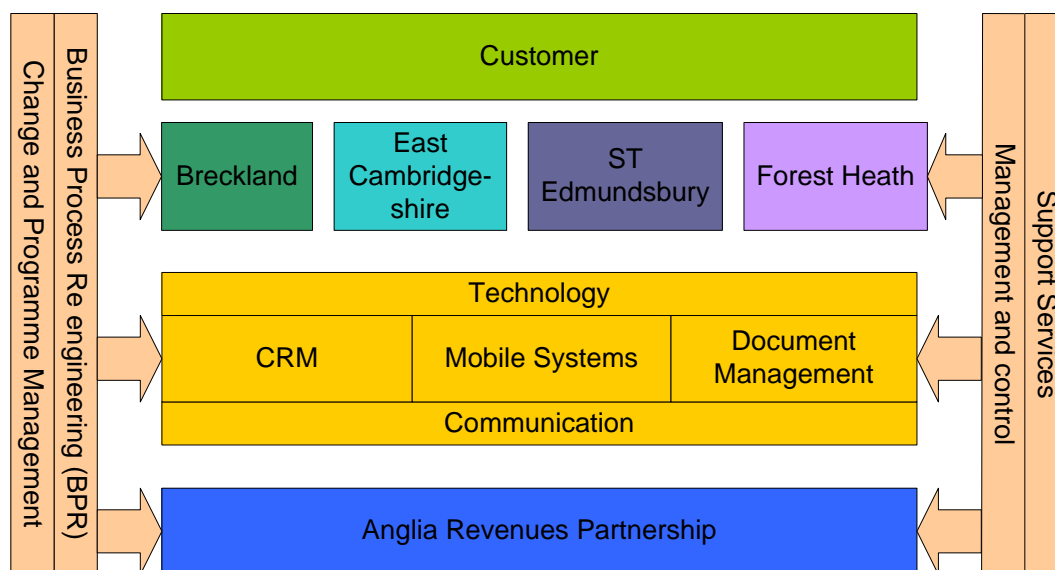 Change and Programme Management
Business Process Re engineering (BPR)
Customer
Breckland
East
Cambridge-
shire
ST
Edmundsbury
Forest Heath
Technology
CRM
Mobile Systems
Document
Management
Communication
Anglia Revenues Partnership
Management and control
Support Services